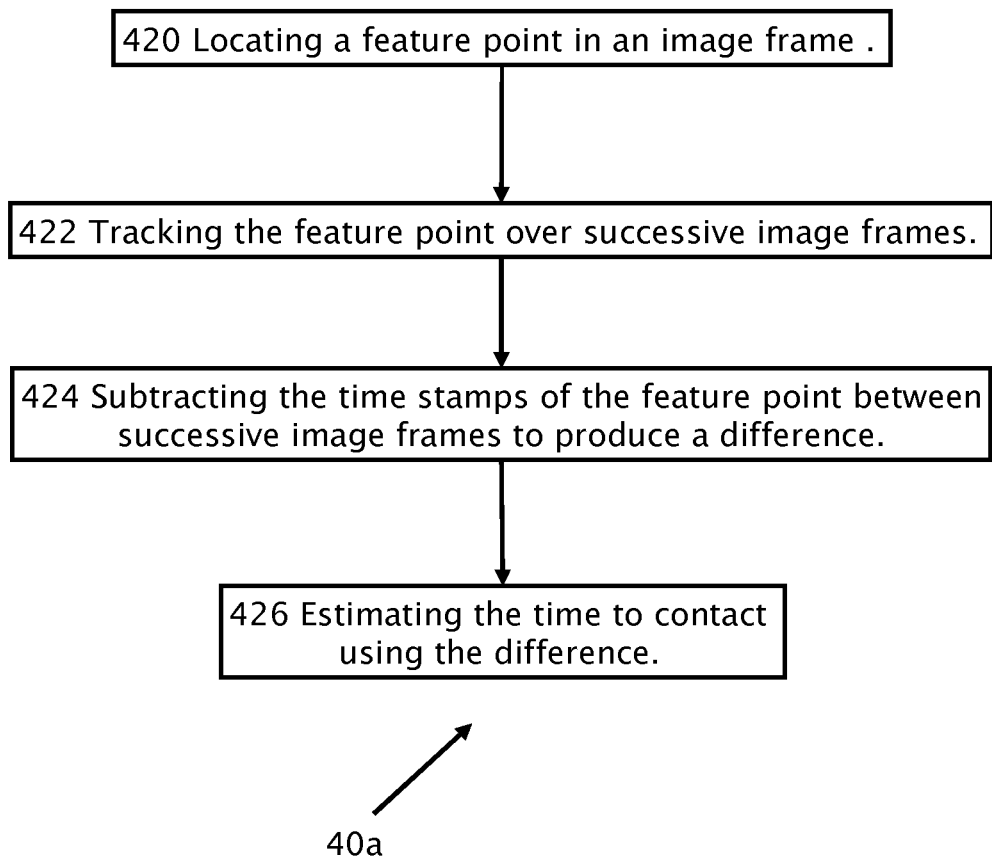 420 Locating a feature point in an image frame .
422 Tracking the feature point over successive image frames.
424 Subtracting the time stamps of the feature point between
successive image frames to produce a difference.
426 Estimating the time to contact
using the difference.
40a